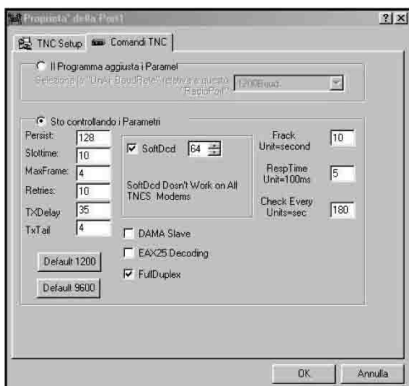 Proprieta' della Port1
TNC Setup
Comandi TNC
Il Programma aggiusta i Paramet
1200Baud
Sto controllando i Parametri
Persist: 128
Slottime: 10
MaxFrame: 4
Retries: 10
TXDelay 35
TxTail 4
Default 1200
Default 9600
SoftDcd 64
SoftDcd Dosn't Work on All
TNCS Modems
DAMA Slave
EAX25 Decoding
FullDuplex
Frack
Unit=second
10
RespTime
Unit=100ms
5
Check Every
Units=sec
180
OK
Annulla